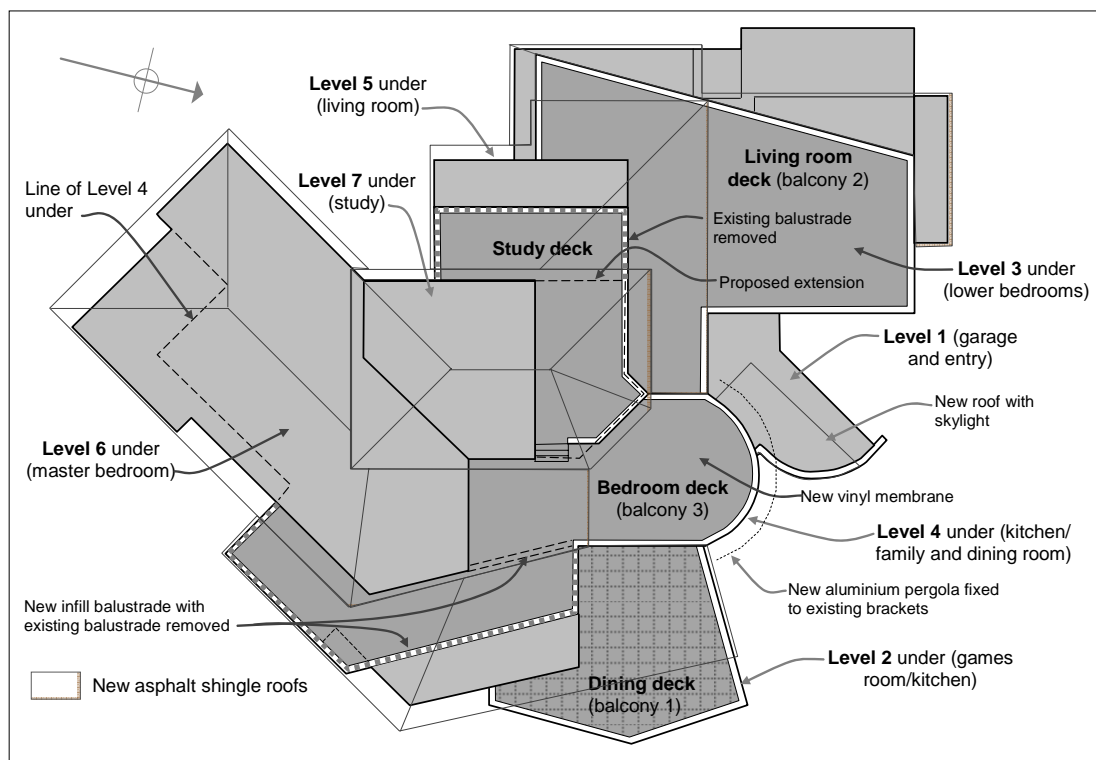 Level 5 under
(living room)
Level 7 under
(study)
Line of Level 4
under
Living room
deck (balcony 2)
Existing balustrade
removed
Study deck
Proposed extension
Level 3 under
(lower bedrooms)
Level 1 (garage
and entry)
New roof with
skylight
Level 6 under
(master bedroom)
Bedroom deck
(balcony 3)
New vinyl membrane
Level 4 under (kitchen/
family and dining room)
New aluminium pergola fixed
to existing brackets
New infill balustrade with
existing balustrade removed
Level 2 under (games
room/kitchen)
Dining deck
(balcony 1)
New asphalt shingle roofs